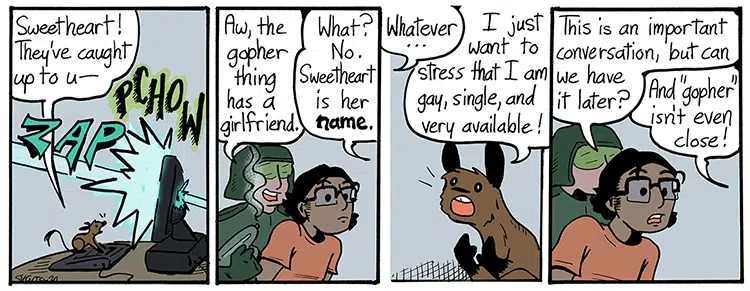 Sweetheart!
They've caught
up to u—
ZAP
PCHOW
Aw, the
gopher
thing
has a
girlfriend.
What?
No.
Sweetheart
is her
name.
Whatever
...
I just
want to
stress that I am
gay, single, and
very available!
This is an important
conversation, but can
we have
it later?
And "gopher"
isn't even
close!